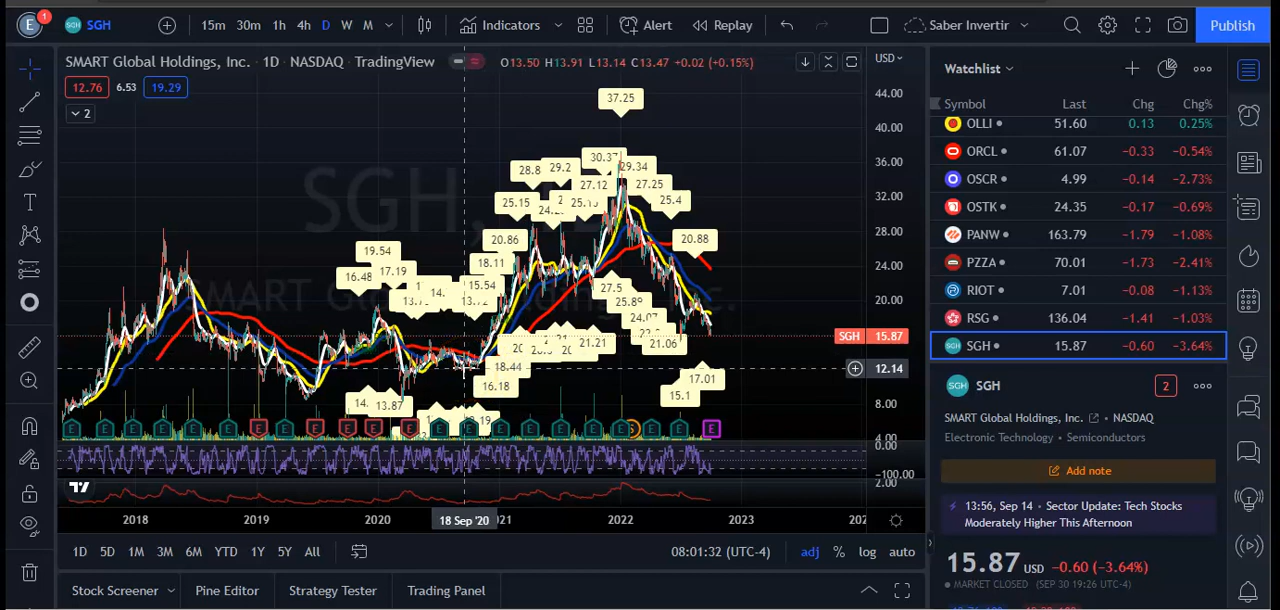 E 1 SGH 15m 30m 1h 4h D W M Indicators Alert Replay Saber Invertir Publish
SMART Global Holdings, Inc. • 1D • NASDAQ • TradingView O13.50 H13.91 L13.14 C13.47 +0.02 (+0.15%) USD
12.76 6.53 19.29
2
37.25
44.00
40.00
36.00
32.00
28.00
24.00
20.00
8.00
4.00
0.00
−100.00
2.00
30.37 29.34
28.8 29.2
27.12 27.25
25.15 25.4
20.86 20.88
19.54 18.11
16.48 17.19 15.54
13.72
27.5
25.89
24.07
21.21 21.06
18.44
16.18
17.01
15.1
13.87
SGH 15.87
12.14
SGH
SMART
2018 2019 2020 18 Sep '20 2022 2023
1D 5D 1M 3M 6M YTD 1Y 5Y All 08:01:32 (UTC-4) adj % log auto
Stock Screener Pine Editor Strategy Tester Trading Panel
Watchlist
Symbol Last Chg Chg%
OLLI 51.60 0.13 0.25%
ORCL 61.07 −0.33 −0.54%
OSCR 4.99 −0.14 −2.73%
OSTK 24.35 −0.17 −0.69%
PANW 163.79 −1.79 −1.08%
PZZA 70.01 −1.73 −2.41%
RIOT 7.01 −0.08 −1.13%
RSG 136.04 −1.41 −1.03%
SGH 15.87 −0.60 −3.64%
SGH 2
SMART Global Holdings, Inc. • NASDAQ
Electronic Technology • Semiconductors
Add note
13:56, Sep 14 • Sector Update: Tech Stocks
Moderately Higher This Afternoon
15.87 USD −0.60 (−3.64%)
MARKET CLOSED (SEP 30 19:26 UTC-4)